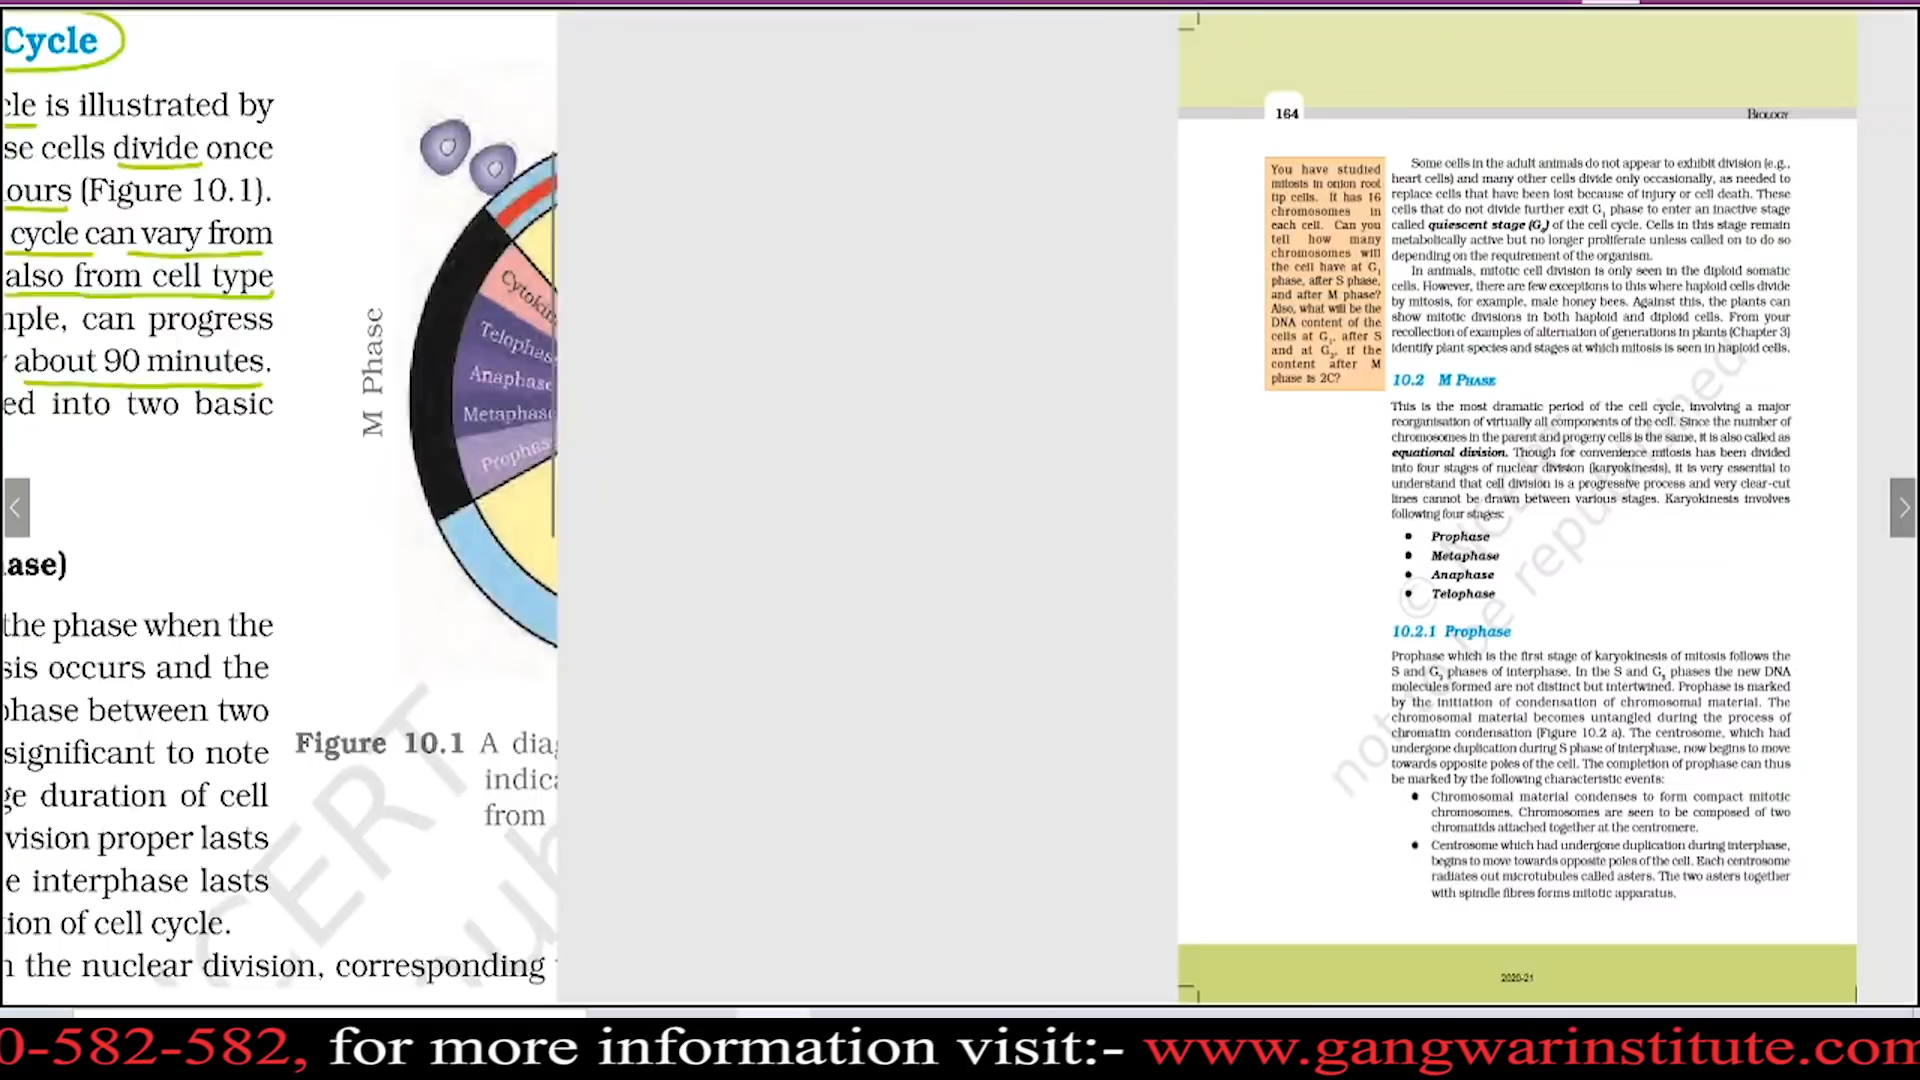 Cycle
cle is illustrated by
se cells divide once
ours (Figure 10.1).
cycle can vary from
also from cell type
mple, can progress
about 90 minutes.
ed into two basic
ase)
the phase when the
sis occurs and the
phase between two
significant to note
ge duration of cell
vision proper lasts
e interphase lasts
ion of cell cycle.
n the nuclear division, corresponding
M Phase
Cytokin
Telophas
Anaphase
Metaphase
Prophas
Figure 10.1 A diag
indica
from
164
BIOLOGY
You have studied
mitosis in onion root
tip cells. It has 16
chromosomes in
each cell. Can you
tell how many
chromosomes will
the cell have at G1
phase, after S phase,
and after M phase?
Also, what will be the
DNA content of the
cells at G1, after S
and at G2, if the
content after M
phase is 2C?
Some cells in the adult animals do not appear to exhibit division (e.g.,
heart cells) and many other cells divide only occasionally, as needed to
replace cells that have been lost because of injury or cell death. These
cells that do not divide further exit G1 phase to enter an inactive stage
called quiescent stage (G0) of the cell cycle. Cells in this stage remain
metabolically active but no longer proliferate unless called on to do so
depending on the requirement of the organism.
In animals, mitotic cell division is only seen in the diploid somatic
cells. However, there are few exceptions to this where haploid cells divide
by mitosis, for example, male honey bees. Against this, the plants can
show mitotic divisions in both haploid and diploid cells. From your
recollection of examples of alternation of generations in plants (Chapter 3)
identify plant species and stages at which mitosis is seen in haploid cells.
10.2 M PHASE
This is the most dramatic period of the cell cycle, involving a major
reorganisation of virtually all components of the cell. Since the number of
chromosomes in the parent and progeny cells is the same, it is also called as
equational division. Though for convenience mitosis has been divided
into four stages of nuclear division (karyokinesis), it is very essential to
understand that cell division is a progressive process and very clear-cut
lines cannot be drawn between various stages. Karyokinesis involves
following four stages:
● Prophase
● Metaphase
● Anaphase
● Telophase
10.2.1 Prophase
Prophase which is the first stage of karyokinesis of mitosis follows the
S and G2 phases of interphase. In the S and G2 phases the new DNA
molecules formed are not distinct but intertwined. Prophase is marked
by the initiation of condensation of chromosomal material. The
chromosomal material becomes untangled during the process of
chromatin condensation (Figure 10.2 a). The centrosome, which had
undergone duplication during S phase of interphase, now begins to move
towards opposite poles of the cell. The completion of prophase can thus
be marked by the following characteristic events:
● Chromosomal material condenses to form compact mitotic
chromosomes. Chromosomes are seen to be composed of two
chromatids attached together at the centromere.
● Centrosome which had undergone duplication during interphase,
begins to move towards opposite poles of the cell. Each centrosome
radiates out microtubules called asters. The two asters together
with spindle fibres forms mitotic apparatus.
2020-21
0-582-582, for more information visit:- www.gangwarinstitute.com